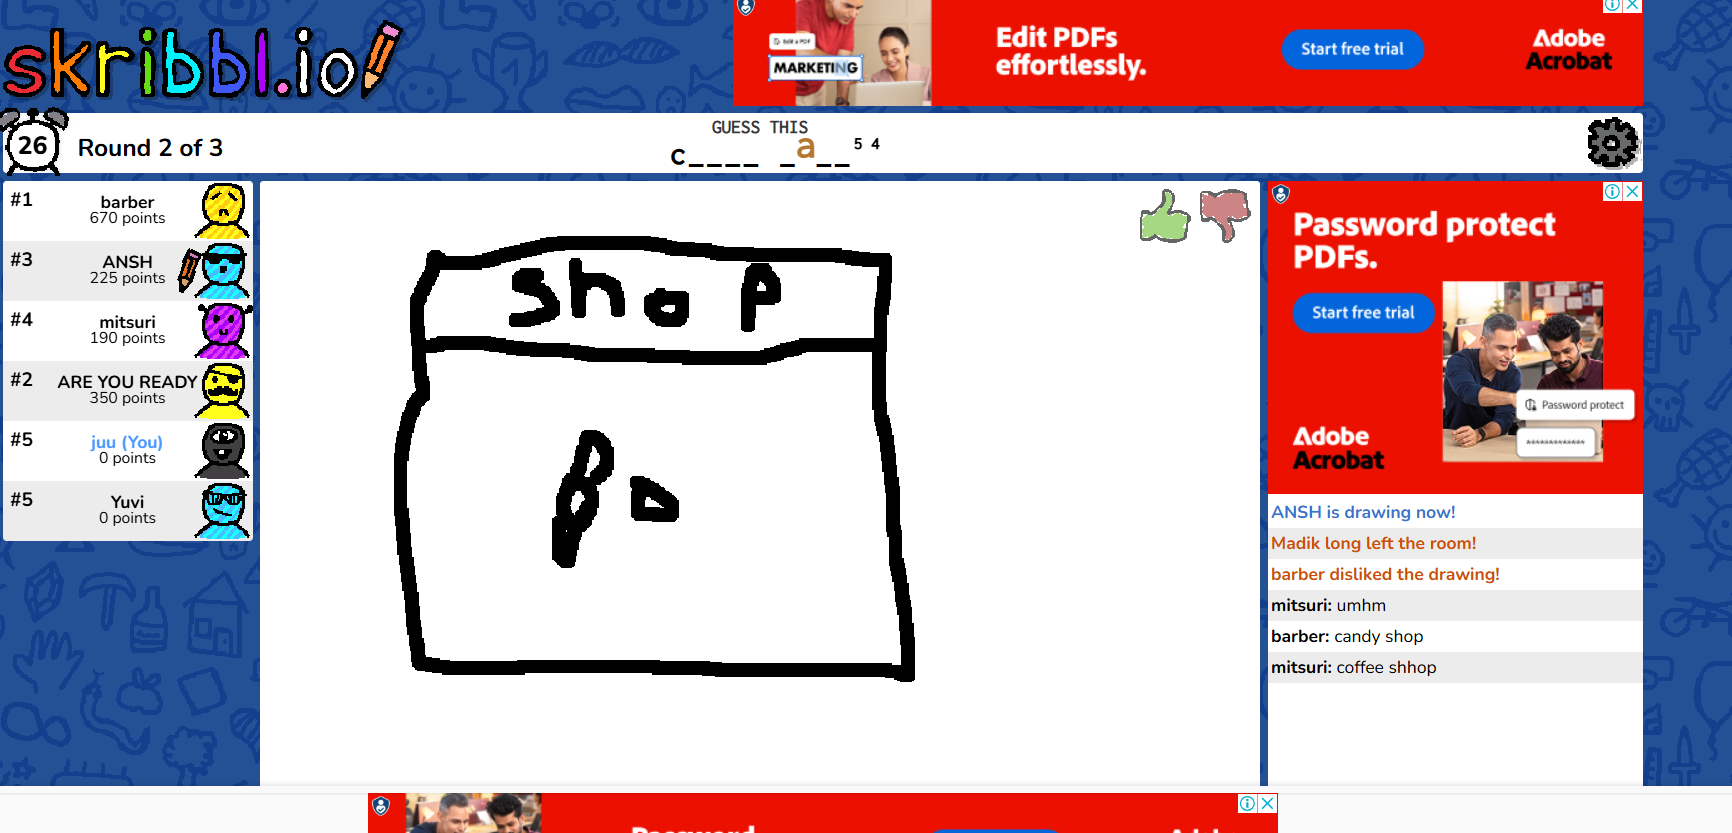 skribbl.io
Edit a PDF
MARKETING
Edit PDFs
effortlessly.
Start free trial
Adobe
Acrobat
26
Round 2 of 3
GUESS THIS
c____ _a__ 5 4
#1
barber
670 points
#3
ANSH
225 points
#4
mitsuri
190 points
#2
ARE YOU READY
350 points
#5
juu (You)
0 points
#5
Yuvi
0 points
shop
Password protect
PDFs.
Start free trial
Password protect
************
Adobe
Acrobat
ANSH is drawing now!
Madik long left the room!
barber disliked the drawing!
mitsuri: umhm
barber: candy shop
mitsuri: coffee shhop